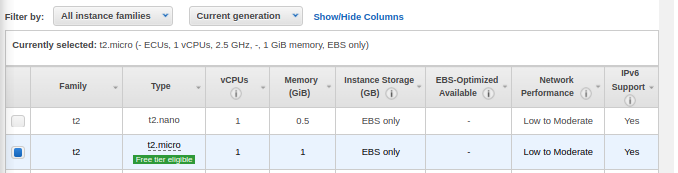 Filter by: All instance families Current generation Show/Hide Columns
Currently selected: t2.micro (- ECUs, 1 vCPUs, 2.5 GHz, -, 1 GiB memory, EBS only)
Family Type vCPUs Memory (GiB) Instance Storage (GB) EBS-Optimized Available Network Performance IPv6 Support
t2 t2.nano 1 0.5 EBS only - Low to Moderate Yes
t2 t2.micro 1 1 EBS only - Low to Moderate Yes
Free tier eligible